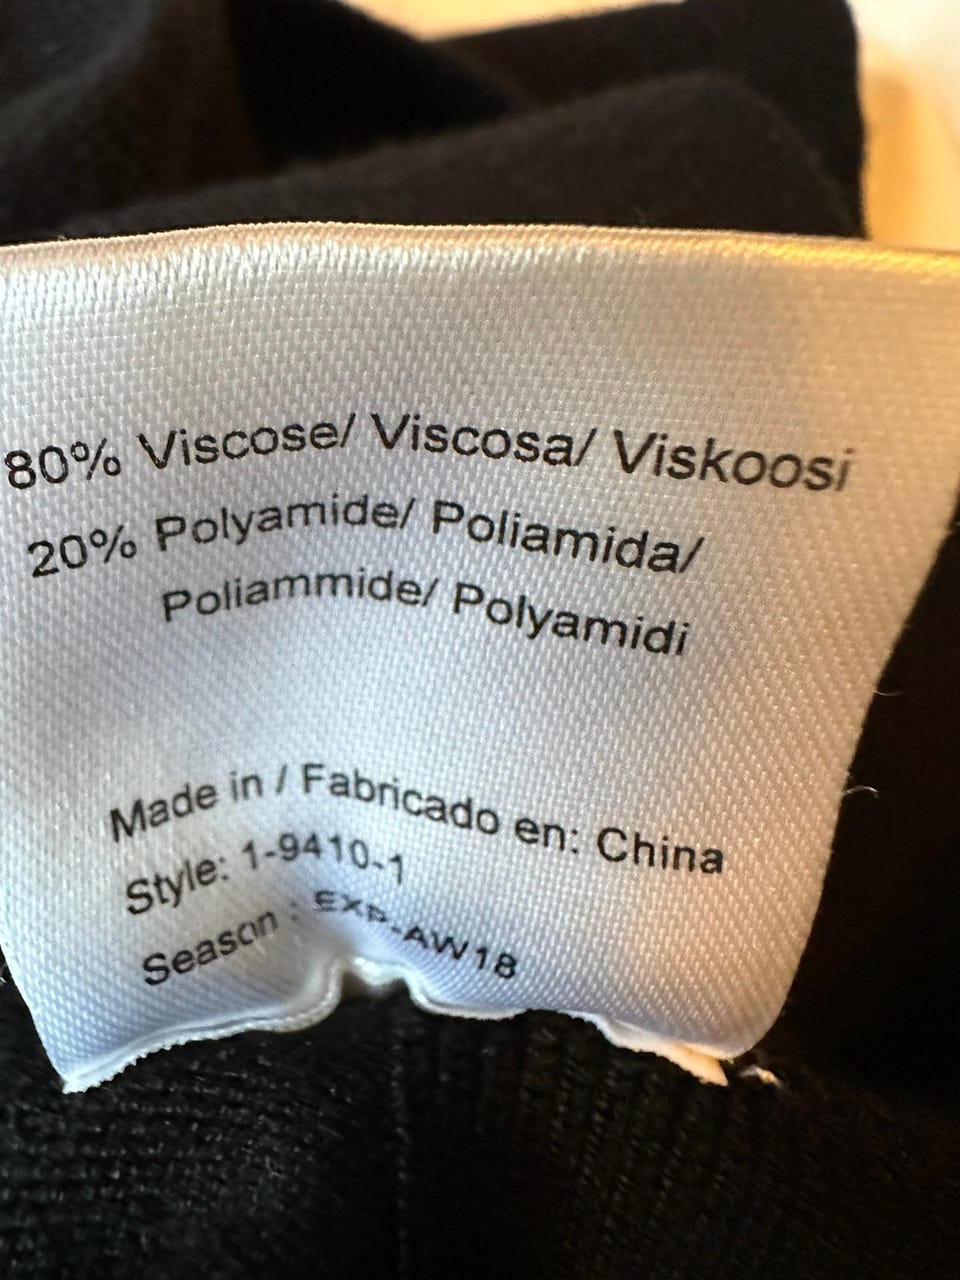 80% Viscose/ Viscosa/ Viskoosi
20% Polyamide/ Poliamida/
Poliammide/ Polyamidi
Made in / Fabricado en: China
Style: 1-9410-1
Season : EXP-AW18